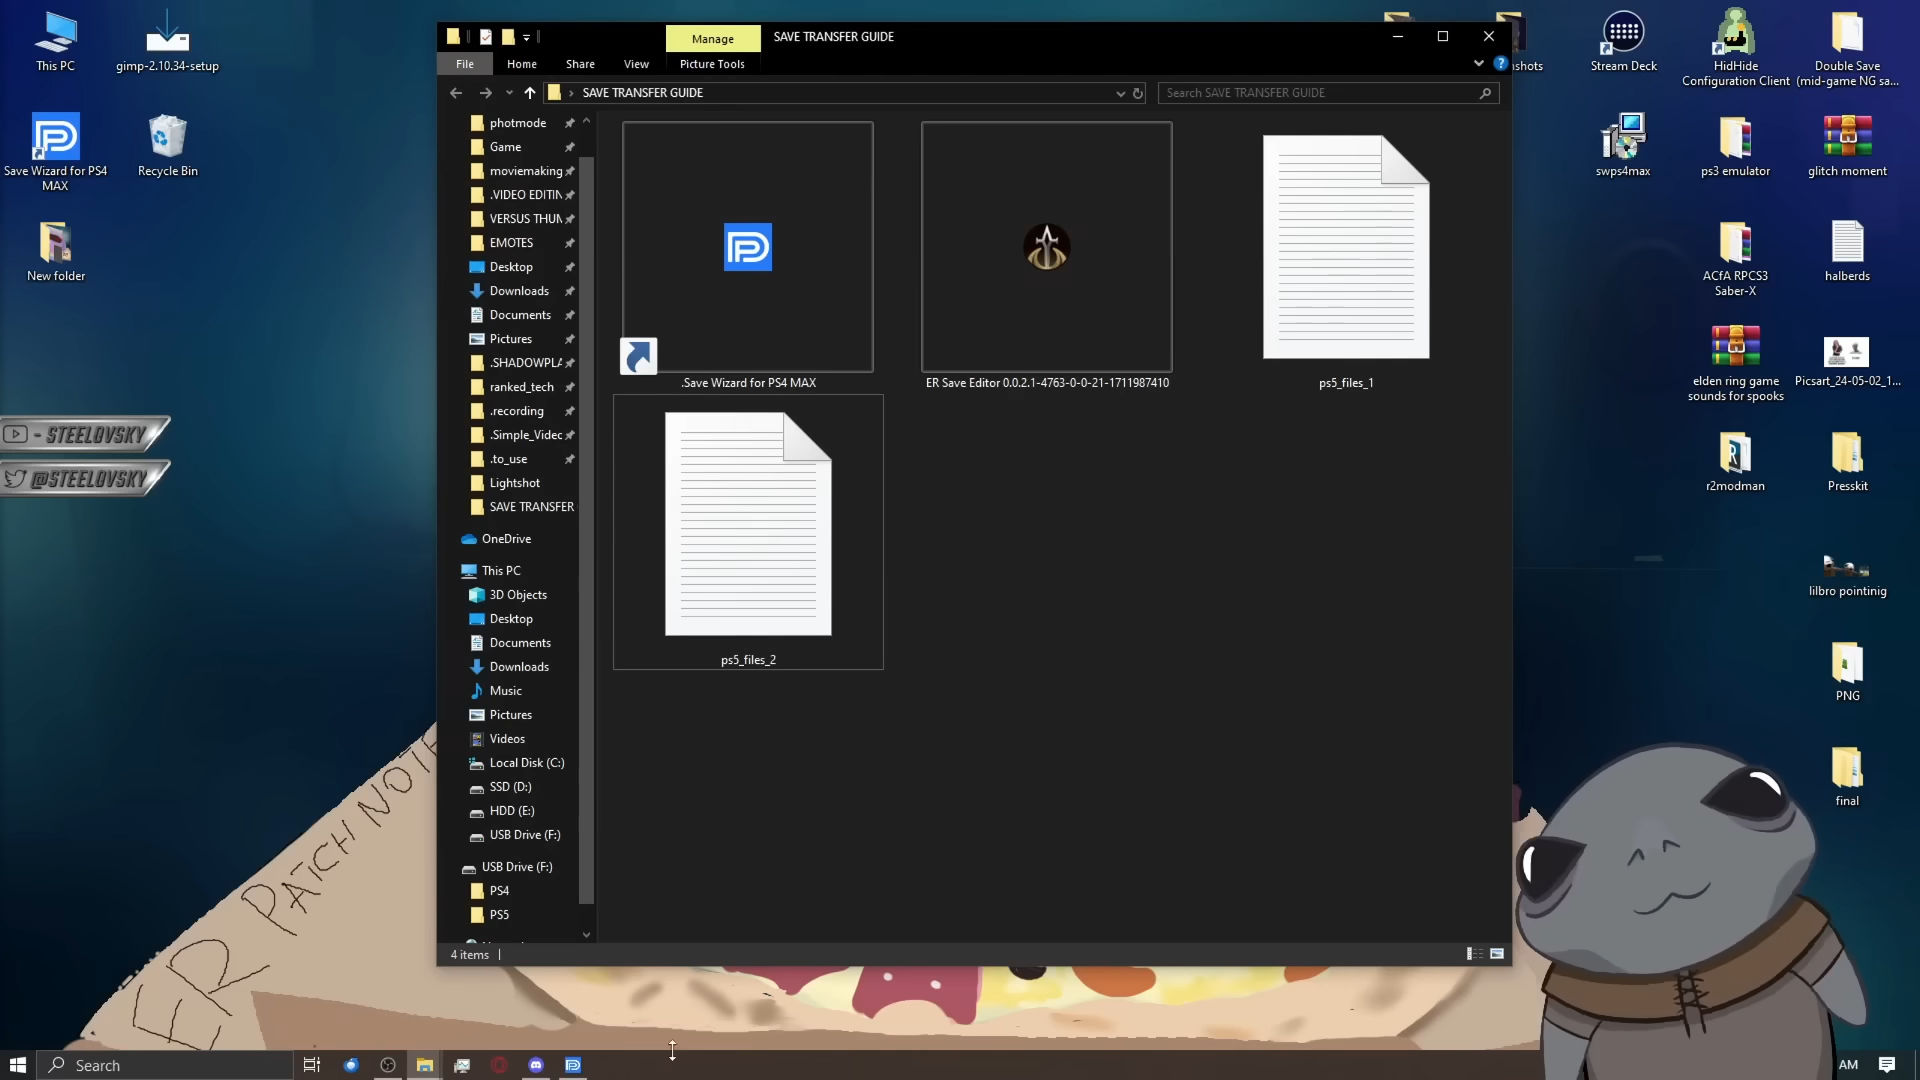 This PC
gimp-2.10.34-setup
Save Wizard for PS4
MAX
Recycle Bin
New folder
- STEELOVSKY
@STEELOVSKY
Manage
SAVE TRANSFER GUIDE
File
Home
Share
View
Picture Tools
SAVE TRANSFER GUIDE
Search SAVE TRANSFER GUIDE
photmode
Game
moviemaking
.VIDEO EDITIN
VERSUS THUM
EMOTES
Desktop
Downloads
Documents
Pictures
.SHADOWPLA
ranked_tech
.recording
.Simple_Videc
.to_use
Lightshot
SAVE TRANSFER
OneDrive
This PC
3D Objects
Desktop
Documents
Downloads
Music
Pictures
Videos
Local Disk (C:)
SSD (D:)
HDD (E:)
USB Drive (F:)
USB Drive (F:)
PS4
PS5
.Save Wizard for PS4 MAX
ER Save Editor 0.0.2.1-4763-0-0-21-1711987410
ps5_files_1
ps5_files_2
4 items
shots
Stream Deck
HidHide
Configuration Client
Double Save
(mid-game NG sa...
swps4max
ps3 emulator
glitch moment
ACfA RPCS3
Saber-X
halberds
elden ring game
sounds for spooks
Picsart_24-05-02_1...
r2modman
Presskit
lilbro pointinig
PNG
final
ER PATCH NOTE
Search
AM